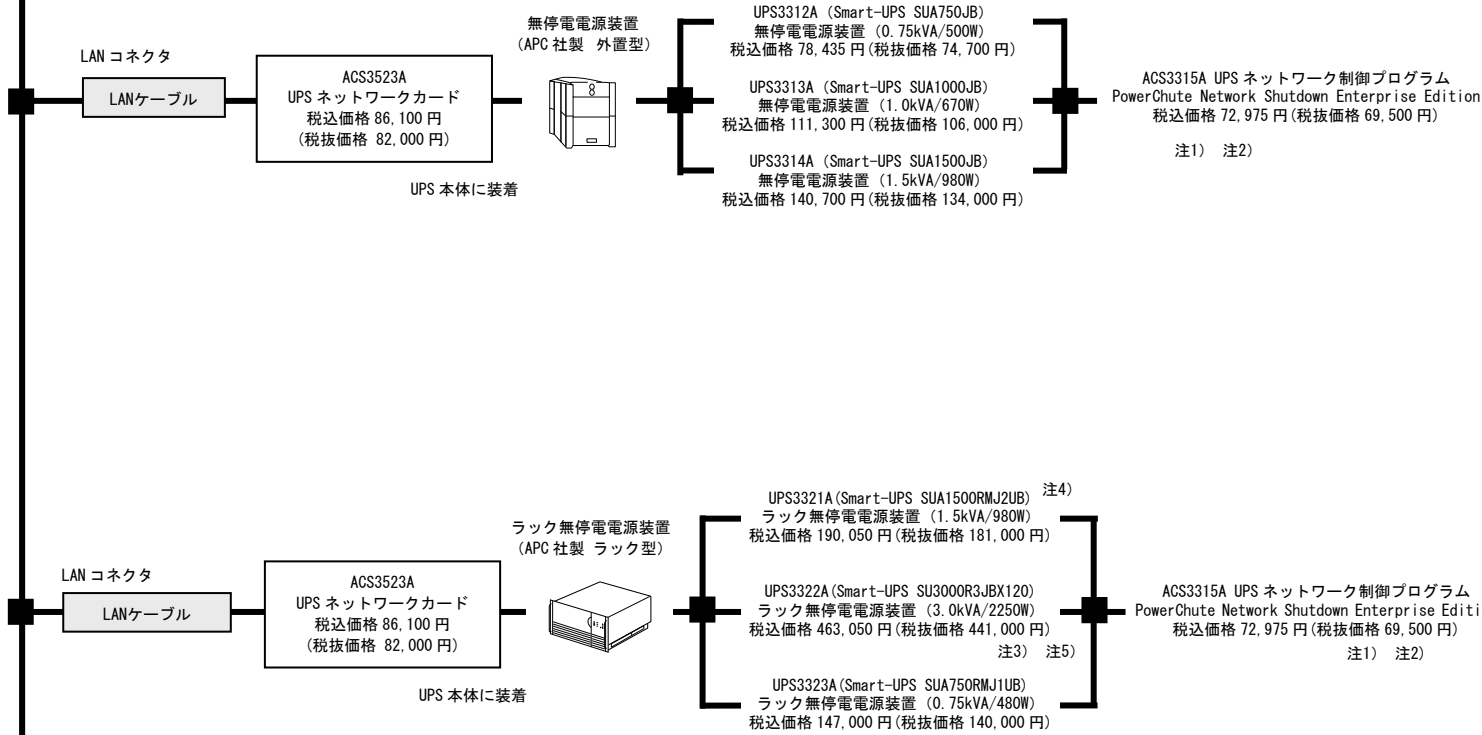 LAN コネクタ
LANケーブル
ACS3523A
UPS ネットワークカード
税込価格 86,100 円
(税抜価格 82,000 円)
UPS 本体に装着
無停電電源装置
(APC 社製 外置型)
UPS3312A (Smart-UPS SUA750JB)
無停電電源装置 (0.75kVA/500W)
税込価格 78,435 円(税抜価格 74,700 円)
UPS3313A (Smart-UPS SUA1000JB)
無停電電源装置 (1.0kVA/670W)
税込価格 111,300 円(税抜価格 106,000 円)
UPS3314A (Smart-UPS SUA1500JB)
無停電電源装置 (1.5kVA/980W)
税込価格 140,700 円(税抜価格 134,000 円)
ACS3315A UPS ネットワーク制御プログラム
PowerChute Network Shutdown Enterprise Edition
税込価格 72,975 円(税抜価格 69,500 円)
注1) 注2)
LAN コネクタ
LANケーブル
ACS3523A
UPS ネットワークカード
税込価格 86,100 円
(税抜価格 82,000 円)
UPS 本体に装着
ラック無停電電源装置
(APC 社製 ラック型)
UPS3321A(Smart-UPS SUA1500RMJ2UB) 注4)
ラック無停電電源装置 (1.5kVA/980W)
税込価格 190,050 円(税抜価格 181,000 円)
UPS3322A(Smart-UPS SU3000R3JBX120)
ラック無停電電源装置 (3.0kVA/2250W)
税込価格 463,050 円(税抜価格 441,000 円)
注3) 注5)
UPS3323A(Smart-UPS SUA750RMJ1UB)
ラック無停電電源装置 (0.75kVA/480W)
税込価格 147,000 円(税抜価格 140,000 円)
ACS3315A UPS ネットワーク制御プログラム
PowerChute Network Shutdown Enterprise Editi
税込価格 72,975 円(税抜価格 69,500 円)
注1) 注2)